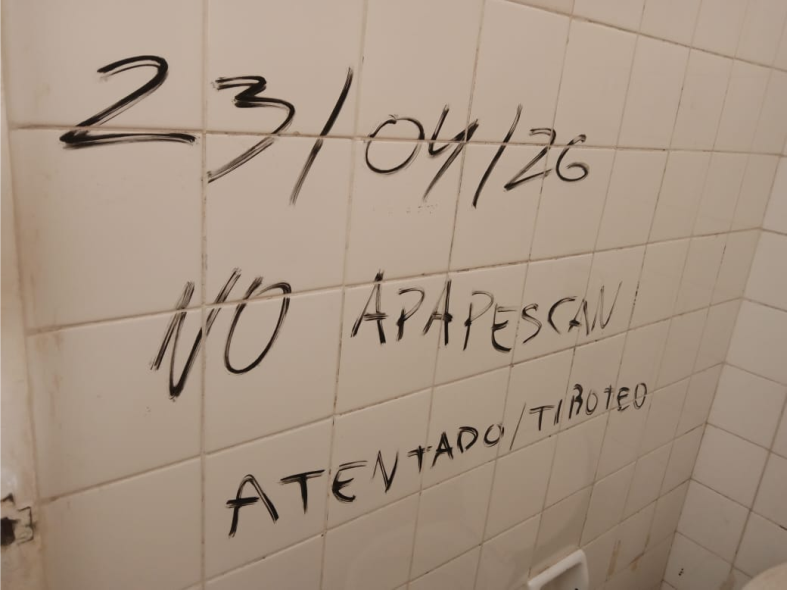 23/04/26
NO APAPESCAN
ATENTADO/TIROTEO